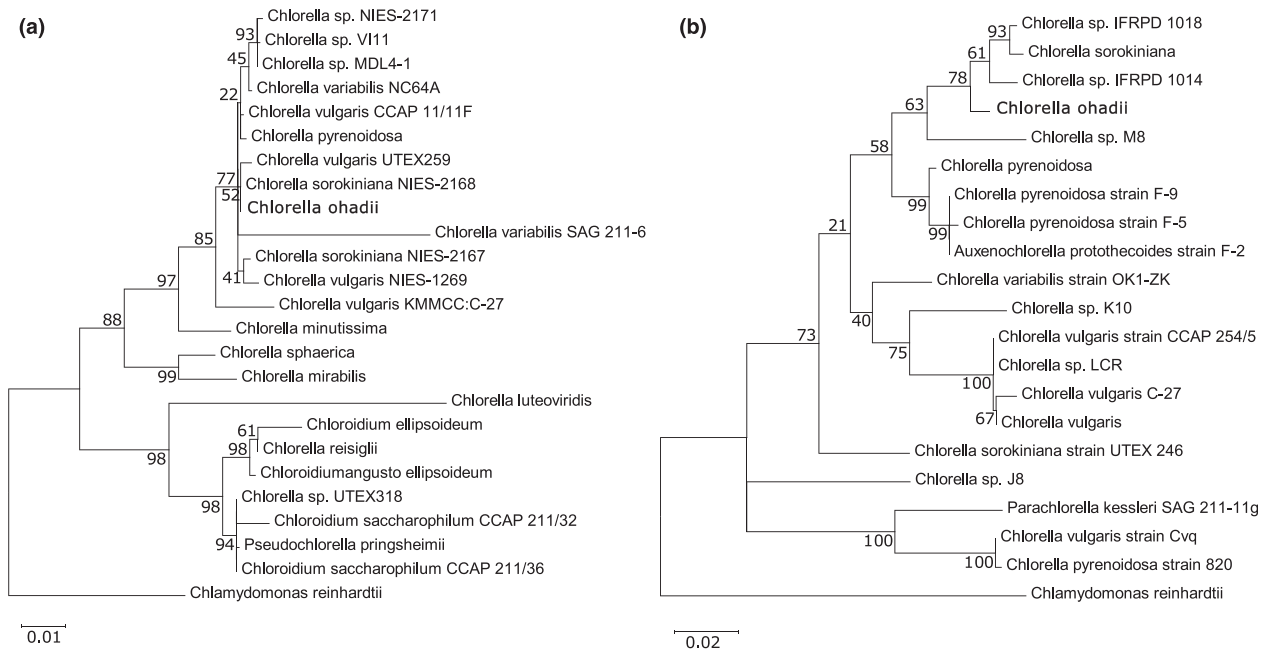 (a)
Chlorella sp. NIES-2171
93
Chlorella sp. VI11
Chlorella sp. MDL4-1
45
Chlorella variabilis NC64A
22
Chlorella vulgaris CCAP 11/11F
Chlorella pyrenoidosa
Chlorella vulgaris UTEX259
77
Chlorella sorokiniana NIES-2168
52
Chlorella ohadii
Chlorella variabilis SAG 211-6
85
Chlorella sorokiniana NIES-2167
41
Chlorella vulgaris NIES-1269
97
Chlorella vulgaris KMMCC:C-27
88
Chlorella minutissima
Chlorella sphaerica
99
Chlorella mirabilis
Chlorella luteoviridis
98
Chloroidium ellipsoideum
61
Chlorella reisiglii
98
Chloroidiumangusto ellipsoideum
98
Chlorella sp. UTEX318
Chloroidium saccharophilum CCAP 211/32
94
Pseudochlorella pringsheimii
Chloroidium saccharophilum CCAP 211/36
Chlamydomonas reinhardtii
0.01
(b)
Chlorella sp. IFRPD 1018
93
Chlorella sorokiniana
61
Chlorella sp. IFRPD 1014
78
Chlorella ohadii
63
Chlorella sp. M8
58
Chlorella pyrenoidosa
99
Chlorella pyrenoidosa strain F-9
Chlorella pyrenoidosa strain F-5
99
Auxenochlorella protothecoides strain F-2
21
Chlorella variabilis strain OK1-ZK
40
Chlorella sp. K10
75
Chlorella vulgaris strain CCAP 254/5
Chlorella sp. LCR
100
Chlorella vulgaris C-27
67
Chlorella vulgaris
73
Chlorella sorokiniana strain UTEX 246
Chlorella sp. J8
Parachlorella kessleri SAG 211-11g
100
Chlorella vulgaris strain Cvq
100
Chlorella pyrenoidosa strain 820
Chlamydomonas reinhardtii
0.02